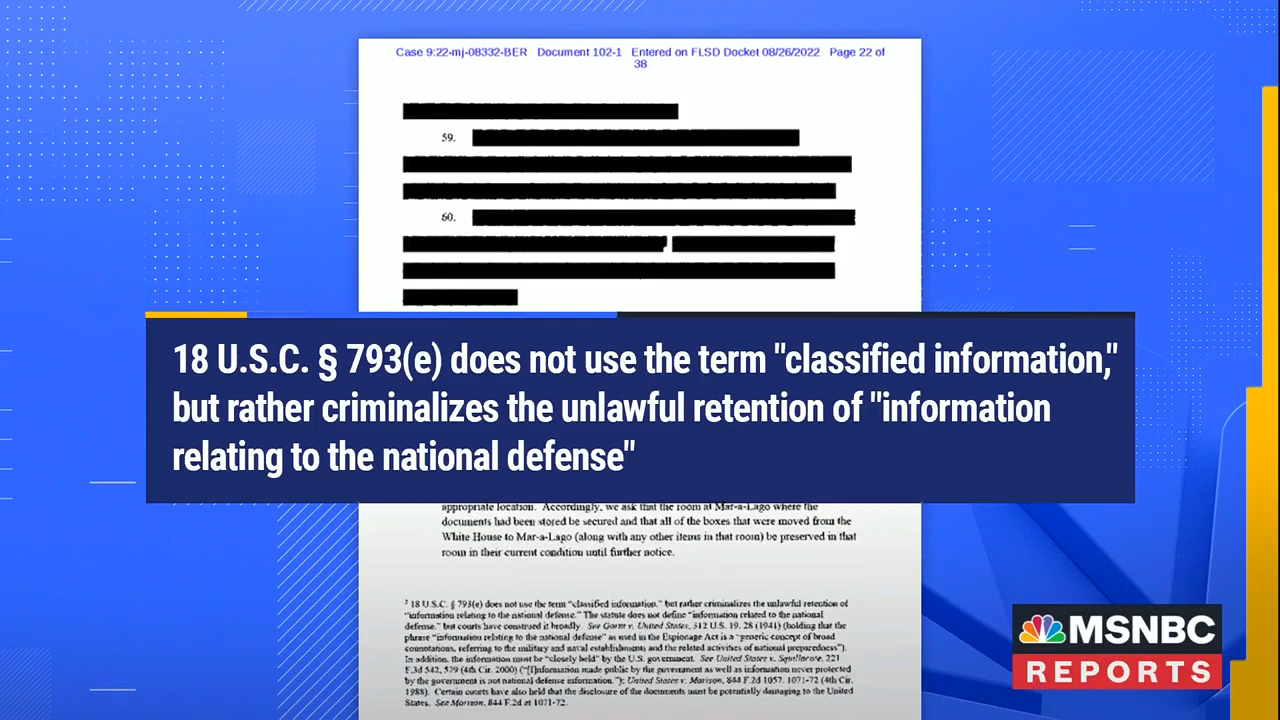 Case 9:22-mj-08332-BER Document 102-1 Entered on FLSD Docket 08/26/2022 Page 22 of
38
59.
60.
18 U.S.C. § 793(e) does not use the term "classified information,"
but rather criminalizes the unlawful retention of "information
relating to the national defense"
appropriate location. Accordingly, we ask that the room at Mar-a-Lago where the
documents had been stored be secured and that all of the boxes that were moved from the
White House to Mar-a-Lago (along with any other items in that room) be preserved in that
room in their current condition until further notice.
² 18 U.S.C. § 793(e) does not use the term "classified information," but rather criminalizes the unlawful retention of
"information relating to the national defense." The statute does not define "information related to the national
defense," but courts have construed it broadly. See Gorin v. United States, 312 U.S. 19, 28 (1941) (holding that the
phrase "information relating to the national defense" as used in the Espionage Act is a "generic concept of broad
connotations, referring to the military and naval establishments and the related activities of national preparedness").
In addition, the information must be "closely held" by the U.S. government. See United States v. Squillacote, 221
F.3d 542, 579 (4th Cir. 2000) ("[I]nformation made public by the government as well as information never protected
by the government is not national defense information."); United States v. Morison, 844 F.2d 1057, 1071-72 (4th Cir.
1988). Certain courts have also held that the disclosure of the documents must be potentially damaging to the United
States. See Morison, 844 F.2d at 1071-72.
MSNBC
REPORTS